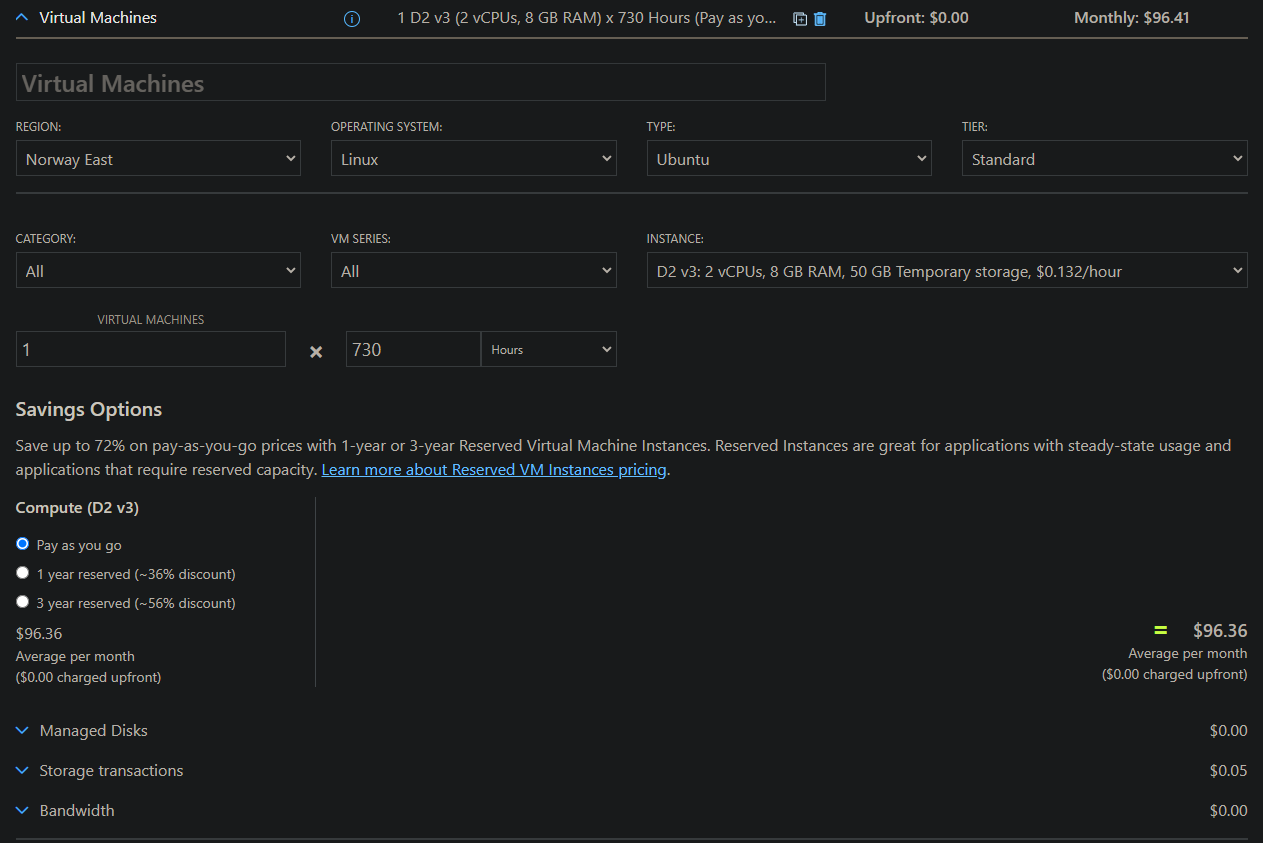 Virtual Machines
1 D2 v3 (2 vCPUs, 8 GB RAM) x 730 Hours (Pay as yo...
Upfront: $0.00
Monthly: $96.41
Virtual Machines
REGION:
OPERATING SYSTEM:
TYPE:
TIER:
Norway East
Linux
Ubuntu
Standard
CATEGORY:
VM SERIES:
INSTANCE:
All
All
D2 v3: 2 vCPUs, 8 GB RAM, 50 GB Temporary storage, $0.132/hour
VIRTUAL MACHINES
1
730
Hours
Savings Options
Save up to 72% on pay-as-you-go prices with 1-year or 3-year Reserved Virtual Machine Instances. Reserved Instances are great for applications with steady-state usage and
applications that require reserved capacity. Learn more about Reserved VM Instances pricing.
Compute (D2 v3)
Pay as you go
1 year reserved (~36% discount)
3 year reserved (~56% discount)
$96.36
Average per month
($0.00 charged upfront)
= $96.36
Average per month
($0.00 charged upfront)
Managed Disks
$0.00
Storage transactions
$0.05
Bandwidth
$0.00